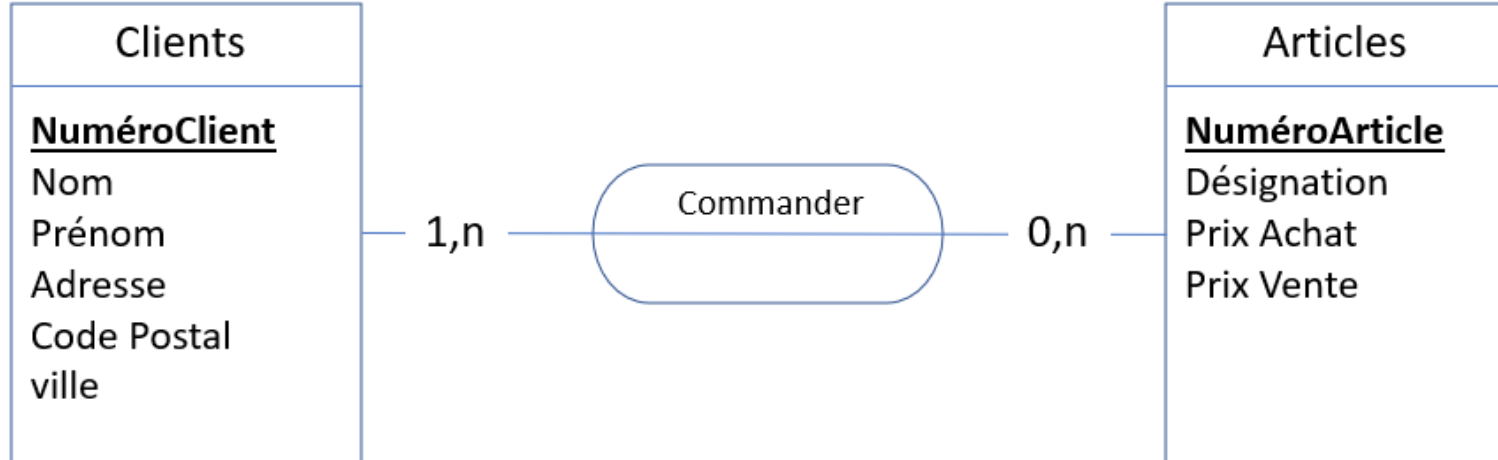 Clients
NuméroClient
Nom
Prénom
Adresse
Code Postal
ville
1,n
Commander
0,n
Articles
NuméroArticle
Désignation
Prix Achat
Prix Vente